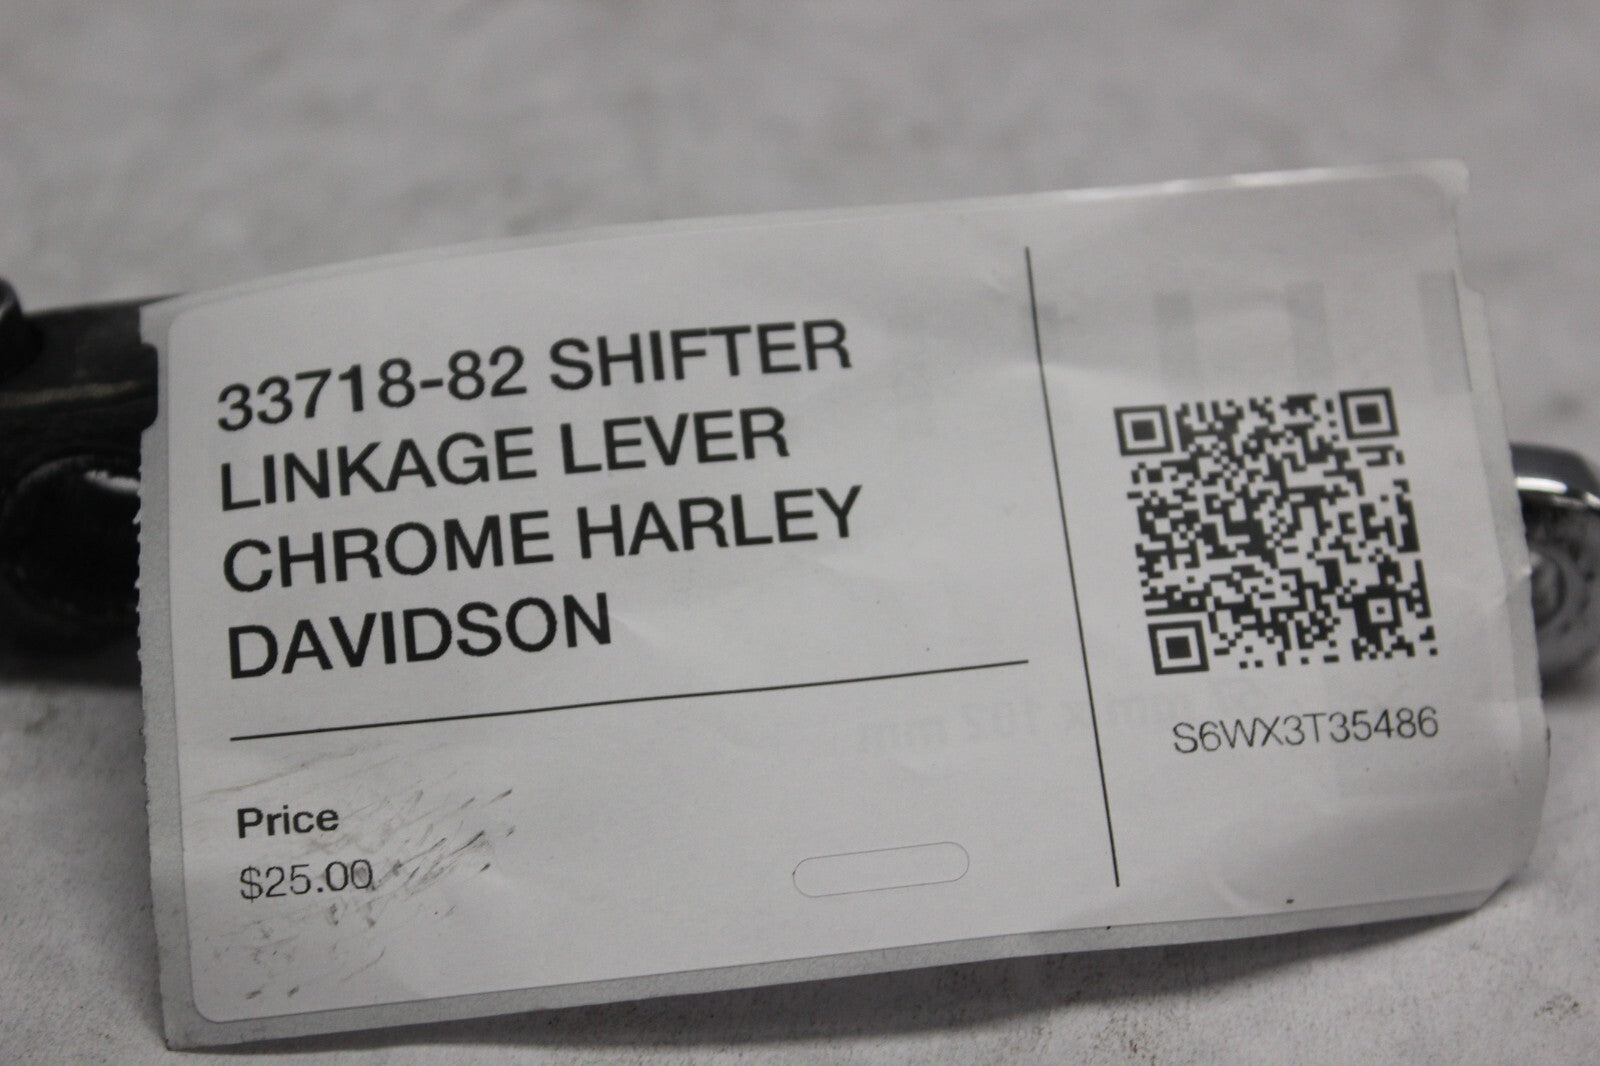 33718-82 SHIFTER
LINKAGE LEVER
CHROME HARLEY
DAVIDSON
Price
$25.00
S6WX3T35486